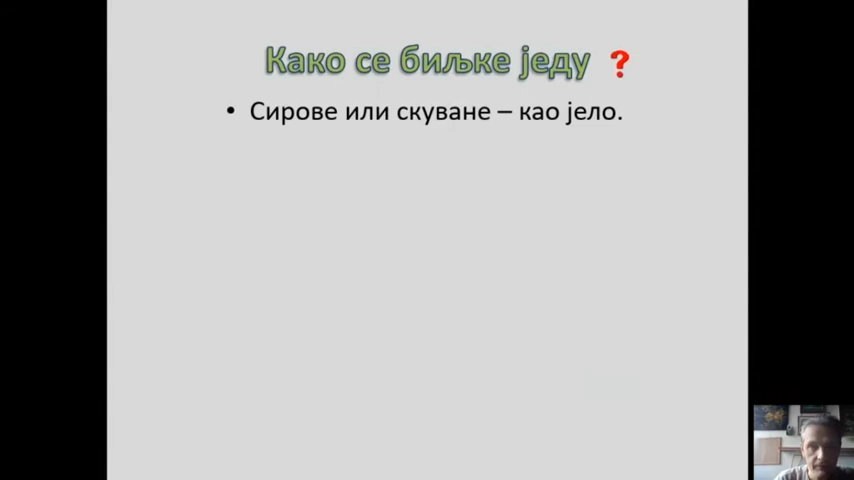 Како се биљке једу ?
• Сирове или скуване – као јело.